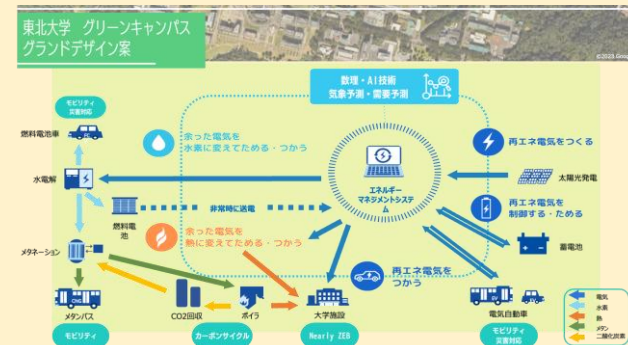 東北大学 グリーンキャンパス
グランドデザイン案
数理・AI技術
気象予測・需要予測
モビリティ
災害対応
燃料電池車
余った電気を
水素に変えてためる・つかう
再エネ電気をつくる
水電解
エネルギー
マネジメントシステ
ム
太陽光発電
燃料電
池
非常時に送電
再エネ電気を
制御する・ためる
余った電気を
熱に変えてためる・つかう
メタネーション
蓄電池
再エネ電気を
つかう
メタンバス
CO2回収
ボイラ
大学施設
電気自動車
電気
水素
熱
メタン
二酸化炭素
モビリティ
カーボンサイクル
Nearly ZEB
モビリティ
災害対応